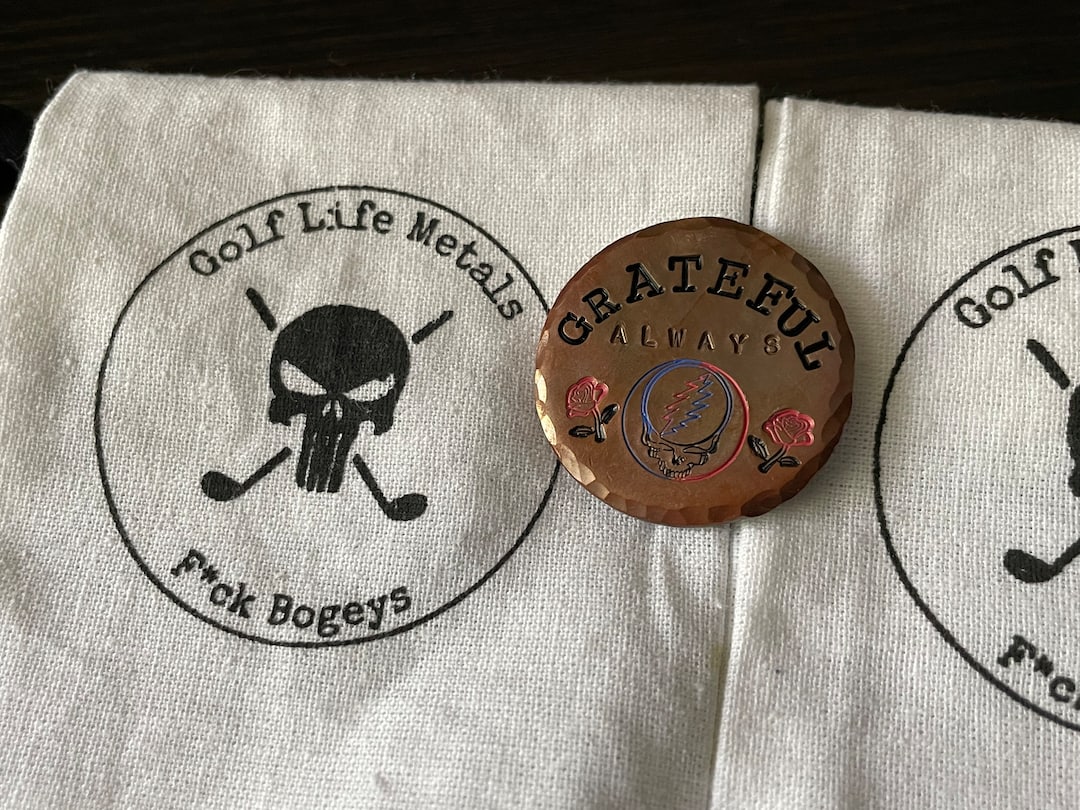 Golf Life Metals
F*ck Bogeys
GRATEFUL
ALWAYS
Golf
F*c